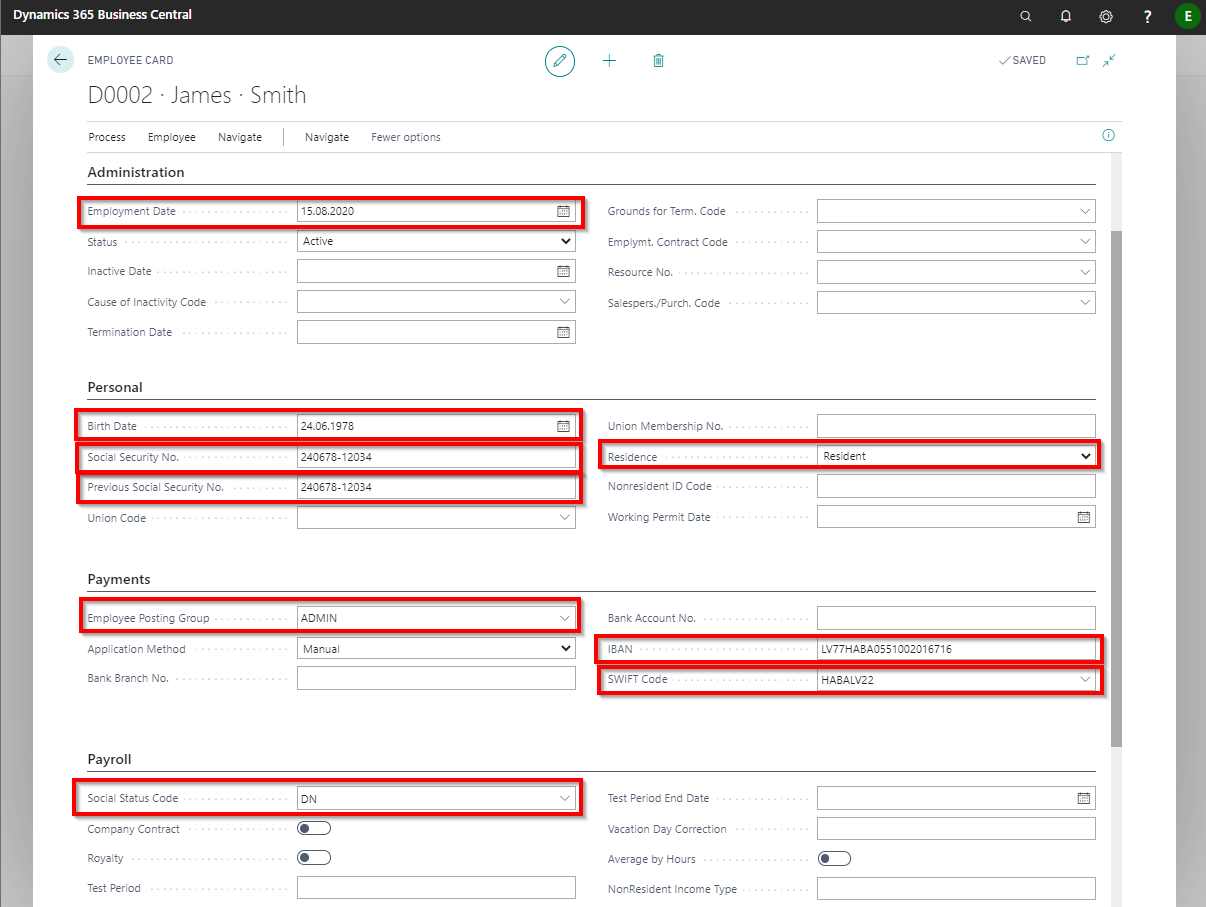 Dynamics 365 Business Central
?
E
EMPLOYEE CARD
SAVED
D0002 · James · Smith
Process Employee Navigate Navigate Fewer options
Administration
Employment Date 15.08.2020
Status Active
Inactive Date
Cause of Inactivity Code
Termination Date
Grounds for Term. Code
Emplymt. Contract Code
Resource No.
Salespers./Purch. Code
Personal
Birth Date 24.06.1978
Social Security No. 240678-12034
Previous Social Security No. 240678-12034
Union Code
Union Membership No.
Residence Resident
Nonresident ID Code
Working Permit Date
Payments
Employee Posting Group ADMIN
Application Method Manual
Bank Branch No.
Bank Account No.
IBAN LV77HABA0551002016716
SWIFT Code HABALV22
Payroll
Social Status Code DN
Company Contract
Royalty
Test Period
Test Period End Date
Vacation Day Correction
Average by Hours
NonResident Income Type